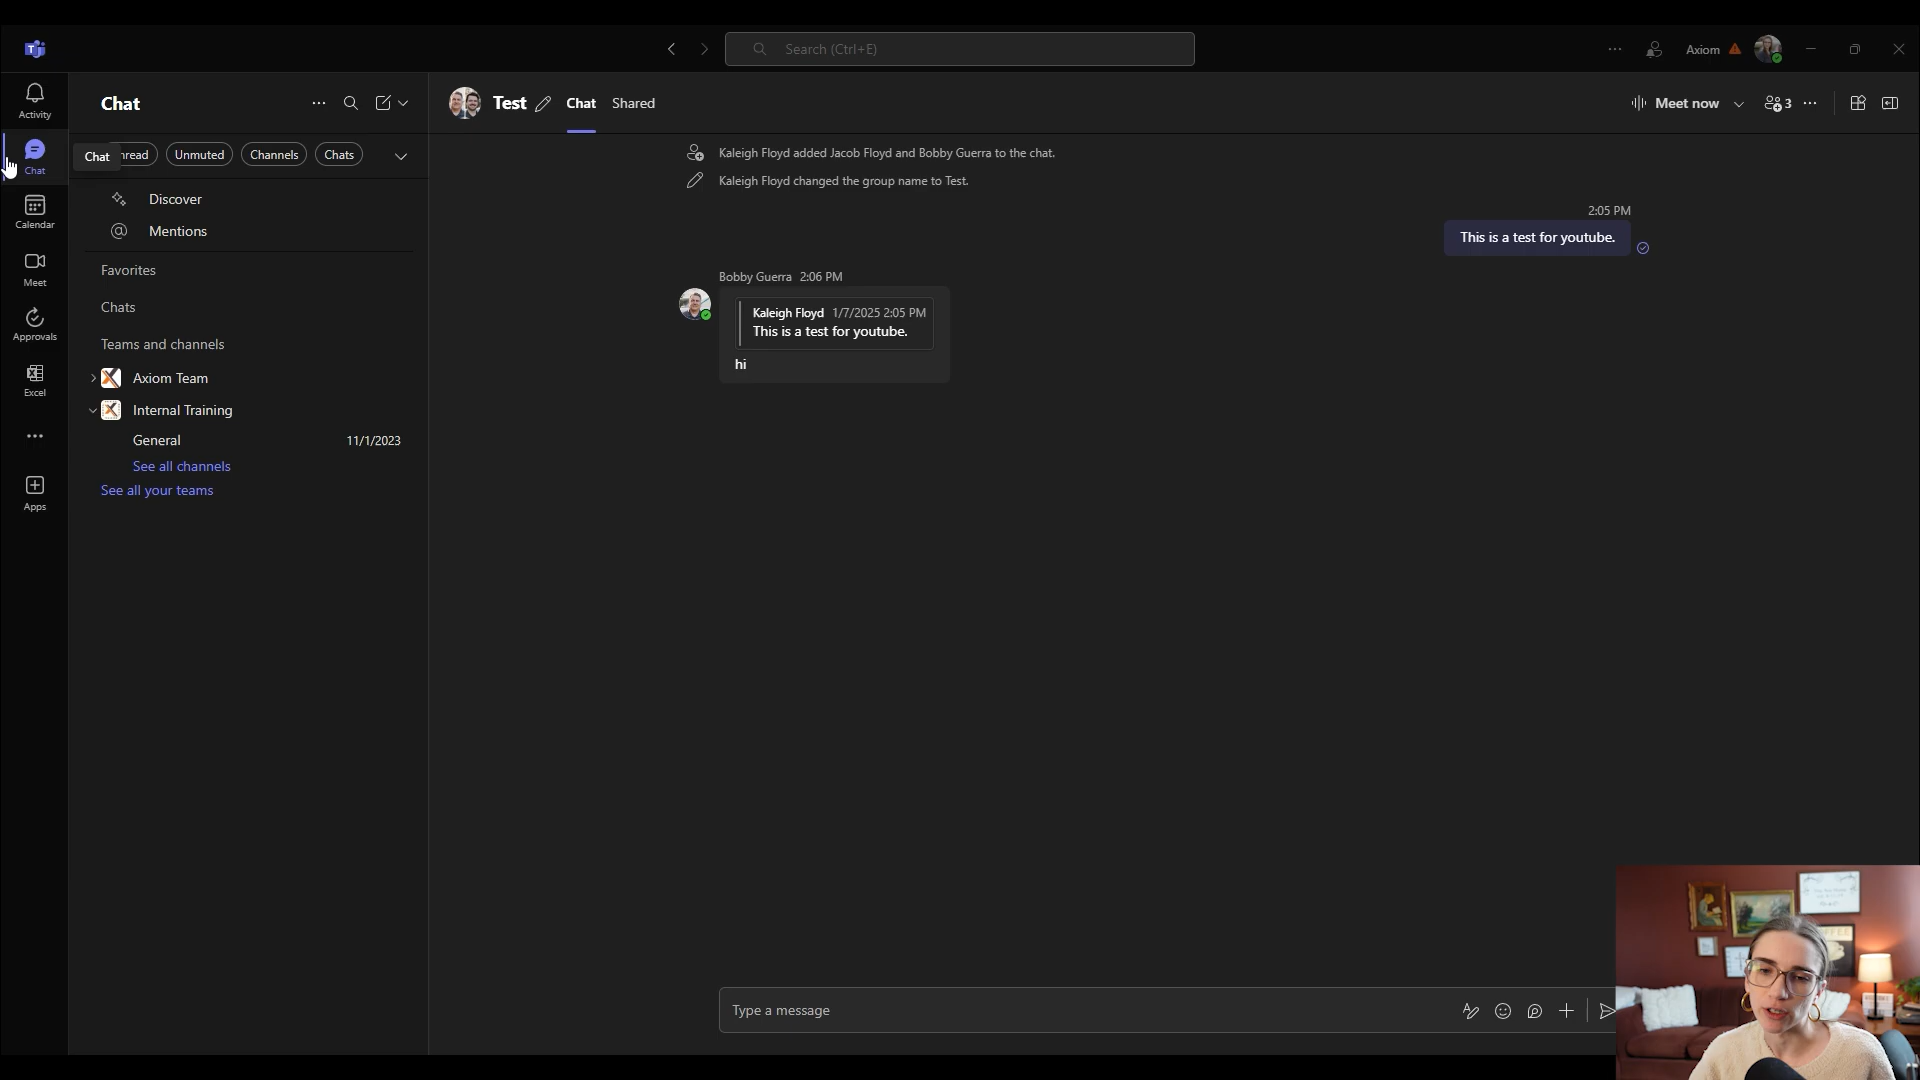 Search (Ctrl+E)
Axiom
Activity
Chat
Calendar
Meet
Approvals
Excel
Apps
Chat
Chat
nread
Unmuted
Channels
Chats
Discover
@ Mentions
Favorites
Chats
Teams and channels
Axiom Team
Internal Training
General 11/1/2023
See all channels
See all your teams
Test Chat Shared
Meet now 3
Kaleigh Floyd added Jacob Floyd and Bobby Guerra to the chat.
Kaleigh Floyd changed the group name to Test.
2:05 PM
This is a test for youtube.
Bobby Guerra 2:06 PM
Kaleigh Floyd 1/7/2025 2:05 PM
This is a test for youtube.
hi
Type a message